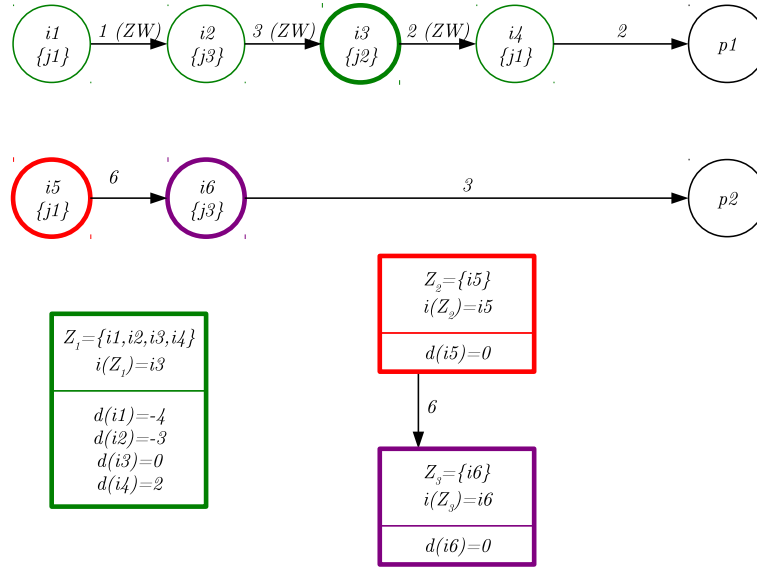 i1
{j1}
1 (ZW)
i2
{j3}
3 (ZW)
i3
{j2}
2 (ZW)
i4
{j1}
2
p1
i5
{j1}
6
i6
{j3}
3
p2
Z₁={i1,i2,i3,i4}
i(Z₁)=i3
d(i1)=-4
d(i2)=-3
d(i3)=0
d(i4)=2
Z₂={i5}
i(Z₂)=i5
d(i5)=0
6
Z₃={i6}
i(Z₃)=i6
d(i6)=0